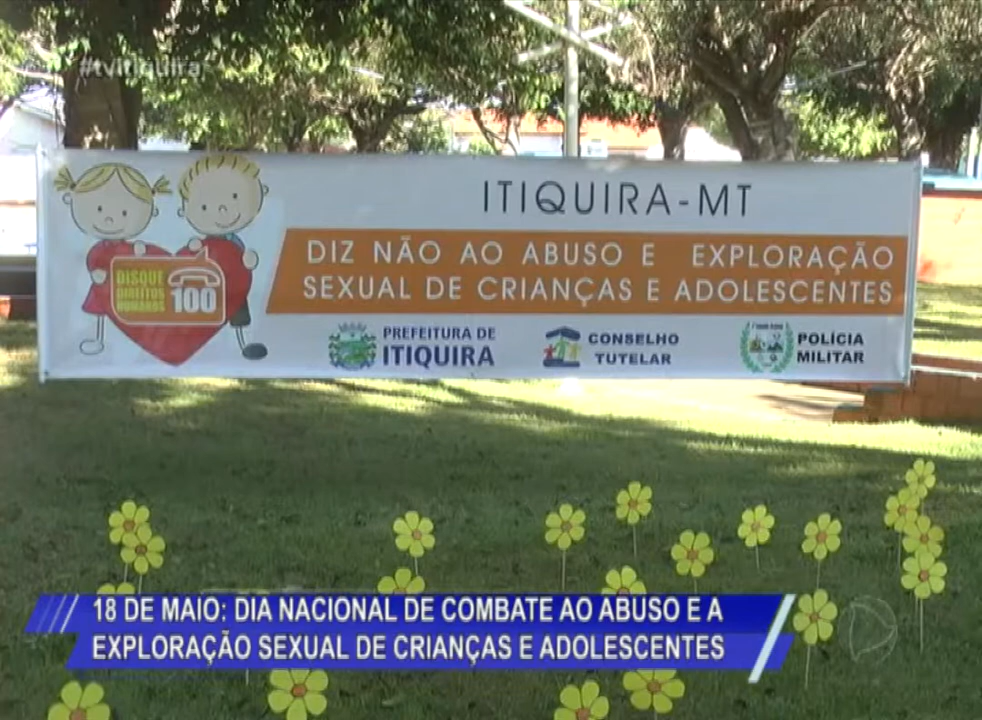 #tvitiquira
ITIQUIRA-MT
DIZ NÃO AO ABUSO E EXPLORAÇÃO
SEXUAL DE CRIANÇAS E ADOLESCENTES
DISQUE
DIREITOS
HUMANOS
100
PREFEITURA DE
ITIQUIRA
CONSELHO
TUTELAR
POLÍCIA
MILITAR
18 DE MAIO: DIA NACIONAL DE COMBATE AO ABUSO E A
EXPLORAÇÃO SEXUAL DE CRIANÇAS E ADOLESCENTES